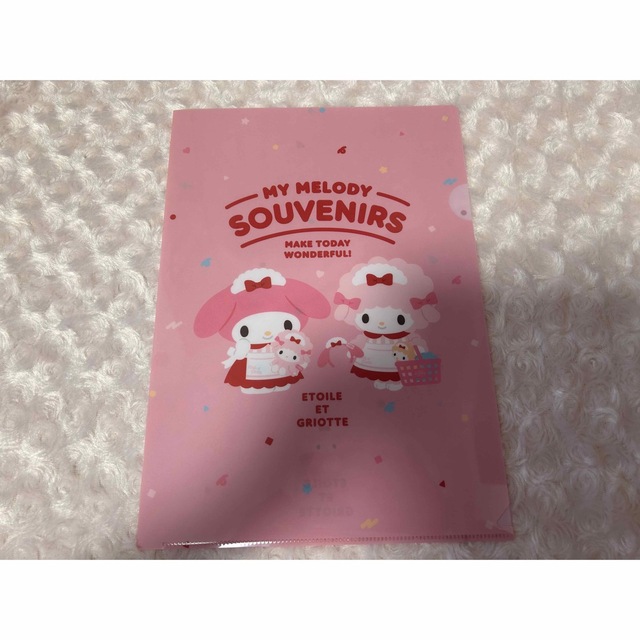 MY MELODY
SOUVENIRS
MAKE TODAY
WONDERFUL!
ETOILE
ET
GRIOTTE